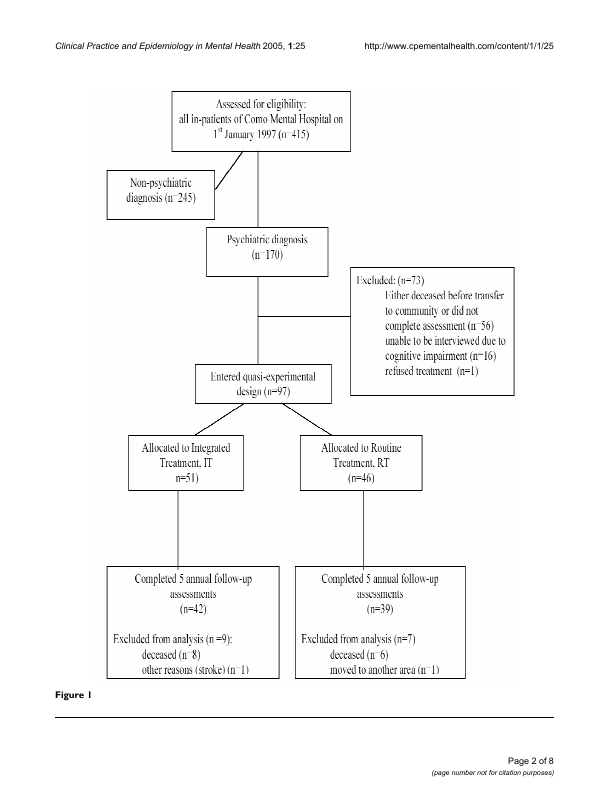 Clinical Practice and Epidemiology in Mental Health 2005, 1:25
http://www.cpementalhealth.com/content/1/1/25
Assessed for eligibility:
all in-patients of Como Mental Hospital on
1st January 1997 (n=415)
Non-psychiatric
diagnosis (n=245)
Psychiatric diagnosis
(n=170)
Excluded: (n=73)
Either deceased before transfer
to community or did not
complete assessment (n=56)
unable to be interviewed due to
cognitive impairment (n=16)
refused treatment (n=1)
Entered quasi-experimental
design (n=97)
Allocated to Integrated
Treatment, IT
n=51)
Allocated to Routine
Treatment, RT
(n=46)
Completed 5 annual follow-up
assessments
(n=42)
Excluded from analysis (n =9):
deceased (n=8)
other reasons (stroke) (n=1)
Completed 5 annual follow-up
assessments
(n=39)
Excluded from analysis (n=7)
deceased (n=6)
moved to another area (n=1)
Figure 1
Page 2 of 8
(page number not for citation purposes)